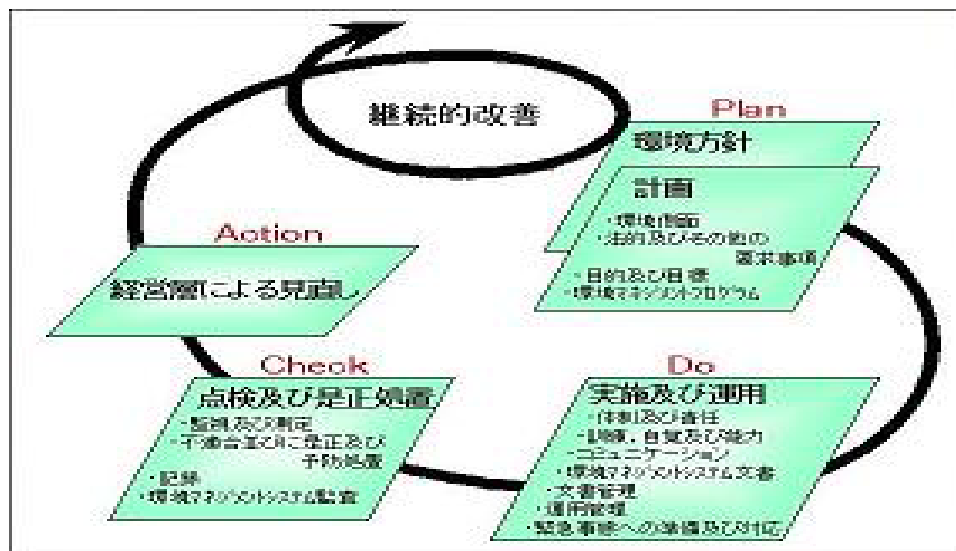 継続的改善
Plan
環境方針
計画
・環境側面
・法的及びその他の
要求事項
・目的及び目標
・環境マネジメントプログラム
Action
経営層による見直し
Check
点検及び是正処置
・監視及び測定
・不適合並びに是正及び
予防処置
・記録
・環境マネジメントシステム監査
Do
実施及び運用
・体制及び責任
・訓練,自覚及び能力
・コミュニケーション
・環境マネジメントシステム文書
・文書管理
・運用管理
・緊急事態への準備及び対応